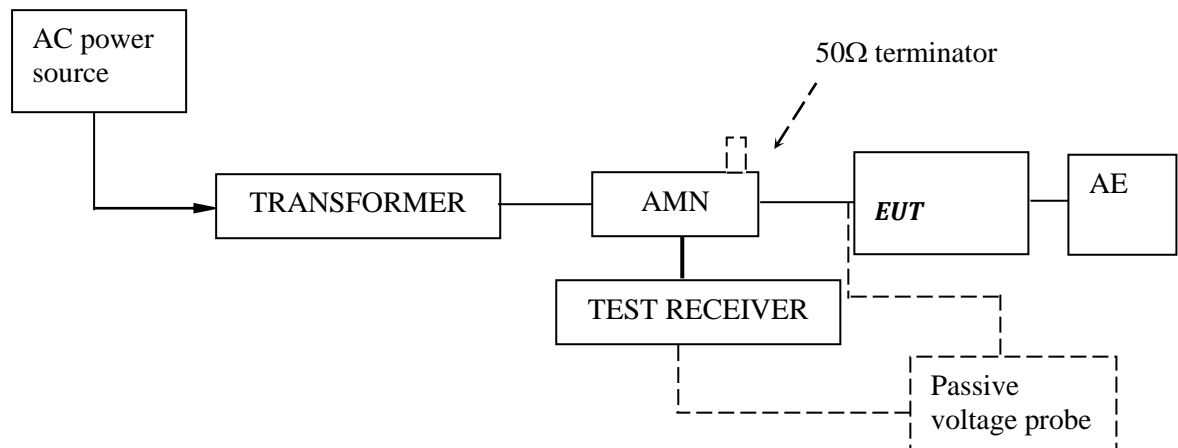 AC power
source
50Ω terminator
TRANSFORMER
AMN
EUT
AE
TEST RECEIVER
Passive
voltage probe